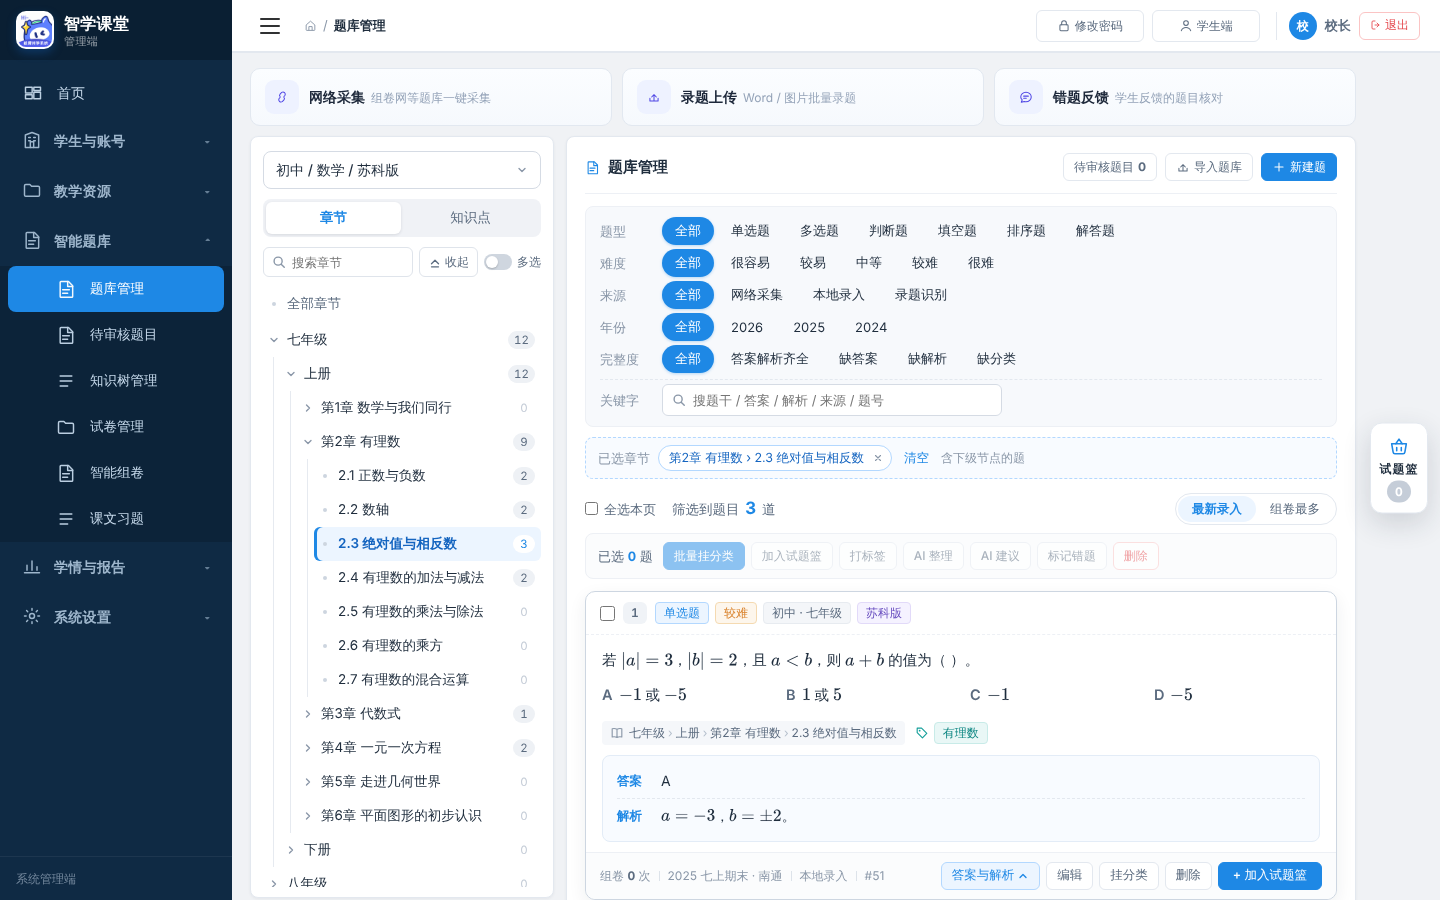 智学课堂
管理端
/ 题库管理
修改密码
学生端
校 校长
退出
首页
学生与账号
教学资源
智能题库
题库管理
待审核题目
知识树管理
试卷管理
智能组卷
课文习题
学情与报告
系统设置
系统管理端
网络采集 组卷网等题库一键采集
录题上传 Word / 图片批量录题
错题反馈 学生反馈的题目核对
初中 / 数学 / 苏科版
章节 知识点
搜索章节 收起 多选
全部章节
七年级 12
上册 12
第1章 数学与我们同行 0
第2章 有理数 9
2.1 正数与负数 2
2.2 数轴 2
2.3 绝对值与相反数 3
2.4 有理数的加法与减法 2
2.5 有理数的乘法与除法 0
2.6 有理数的乘方 0
2.7 有理数的混合运算 0
第3章 代数式 1
第4章 一元一次方程 2
第5章 走进几何世界 0
第6章 平面图形的初步认识 0
下册 0
八年级 0
题库管理
待审核题目 0 导入题库 + 新建题
题型 全部 单选题 多选题 判断题 填空题 排序题 解答题
难度 全部 很容易 较易 中等 较难 很难
来源 全部 网络采集 本地录入 录题识别
年份 全部 2026 2025 2024
完整度 全部 答案解析齐全 缺答案 缺解析 缺分类
关键字 搜题干 / 答案 / 解析 / 来源 / 题号
已选章节 第2章 有理数 › 2.3 绝对值与相反数 × 清空 含下级节点的题
全选本页 筛选到题目 3 道 最新录入 组卷最多
已选 0 题 批量挂分类 加入试题篮 打标签 AI 整理 AI 建议 标记错题 删除
1 单选题 较难 初中 · 七年级 苏科版
若 |a| = 3，|b| = 2，且 a < b，则 a + b 的值为（ ）。
A −1 或 −5 B 1 或 5 C −1 D −5
七年级 › 上册 › 第2章 有理数 › 2.3 绝对值与相反数 有理数
答案 A
解析 a = −3，b = ±2。
组卷 0 次 2025 七上期末 · 南通 本地录入 #51 答案与解析 编辑 挂分类 删除 + 加入试题篮
试题篮
0